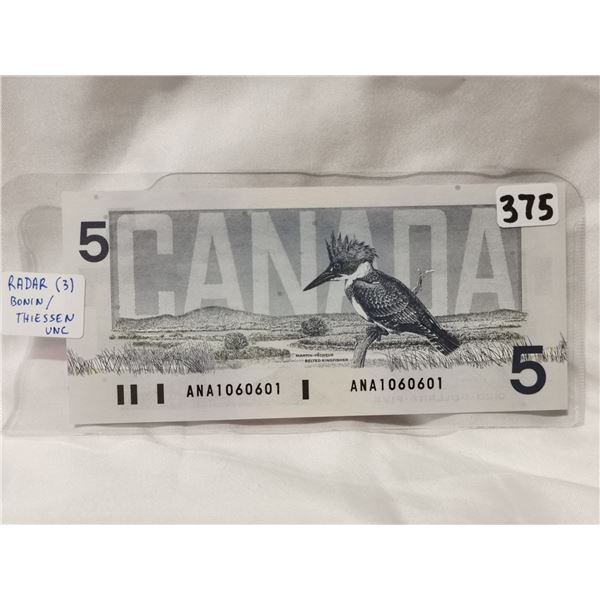 375
CANADA
5
RADAR (3)
BONIN/
THIESSEN
UNC
MARTIN-PÊCHEUR
BELTED KINGFISHER
ANA1060601 ANA1060601
5